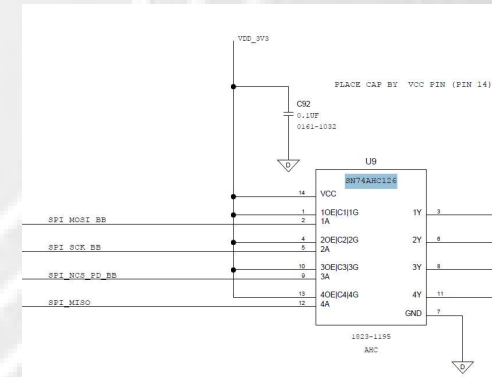 VDD_3V3
PLACE CAP BY VCC PIN (PIN 14)
C92
0.1UF
0161-1032
D
U9
SN74AHC126
14 VCC
1 1OE|C1|1G 1Y 3
SPI_MOSI_BB 2 1A
4 2OE|C2|2G 2Y 6
SPI_SCK_BB 5 2A
10 3OE|C3|3G 3Y 8
SPI_NCS_PD_BB 9 3A
13 4OE|C4|4G 4Y 11
SPI_MISO 12 4A
GND 7
1823-1195
AHC
D